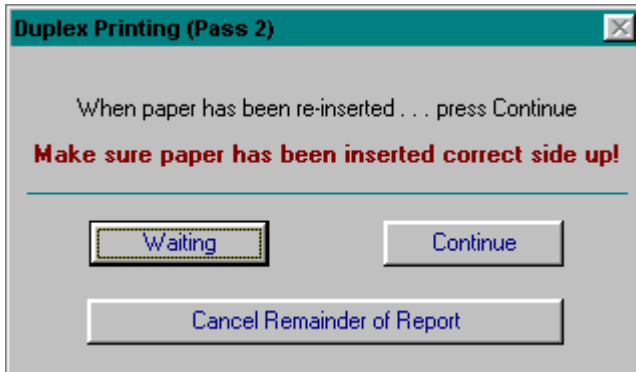 Duplex Printing (Pass 2)
When paper has been re-inserted . . . press Continue
Make sure paper has been inserted correct side up!
Waiting
Continue
Cancel Remainder of Report